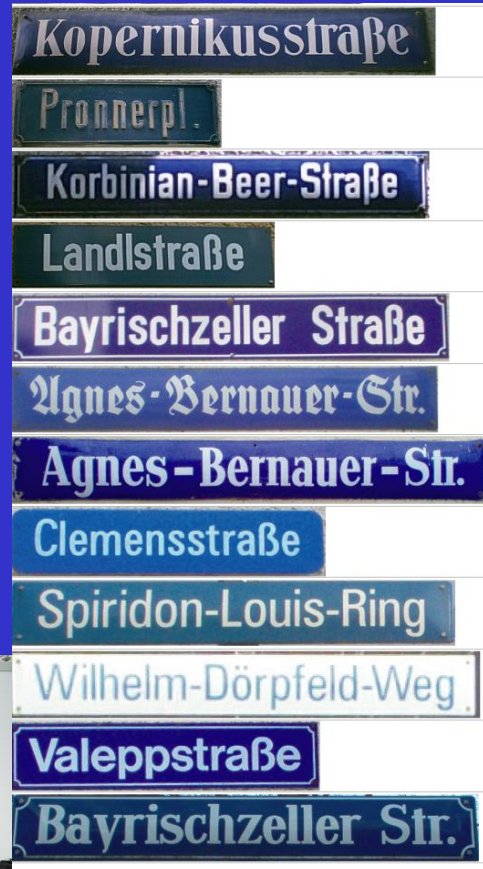 Kopernikusstraße
Pronnerpl.
Korbinian-Beer-Straße
Landlstraße
Bayrischzeller Straße
Agnes-Bernauer-Str.
Agnes-Bernauer-Str.
Clemensstraße
Spiridon-Louis-Ring
Wilhelm-Dörpfeld-Weg
Valeppstraße
Bayrischzeller Str.